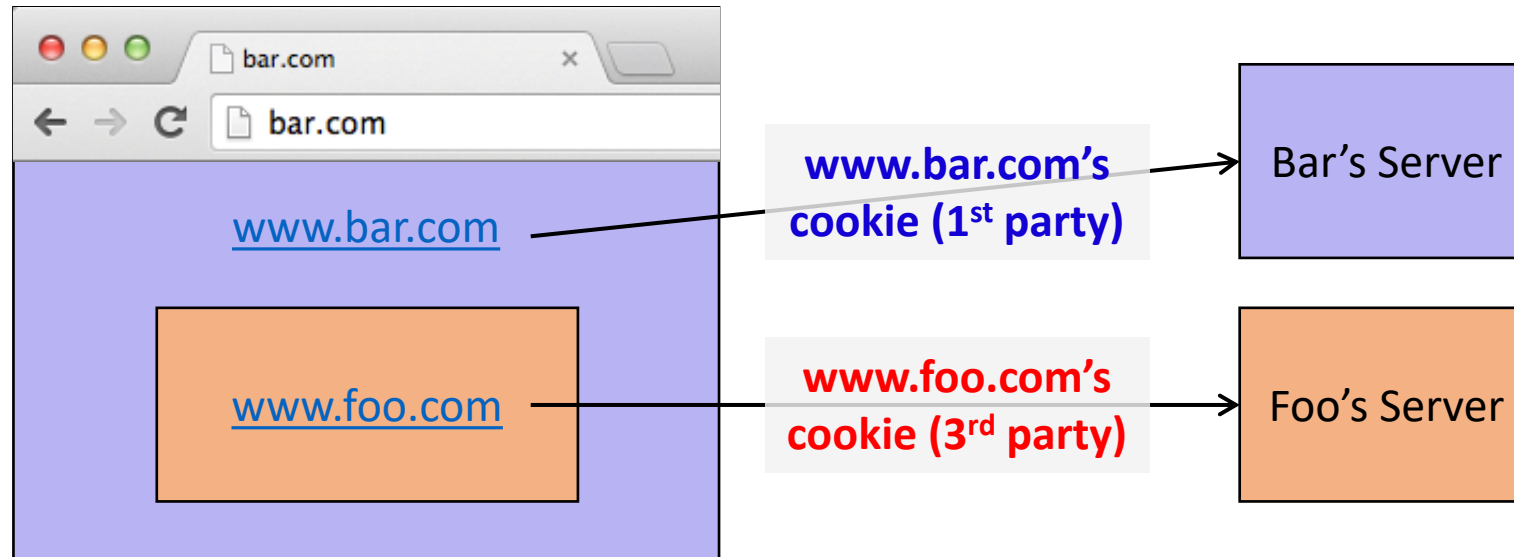 bar.com
bar.com
www.bar.com
www.bar.com’s
cookie (1st party)
Bar’s Server
www.foo.com
www.foo.com’s
cookie (3rd party)
Foo’s Server